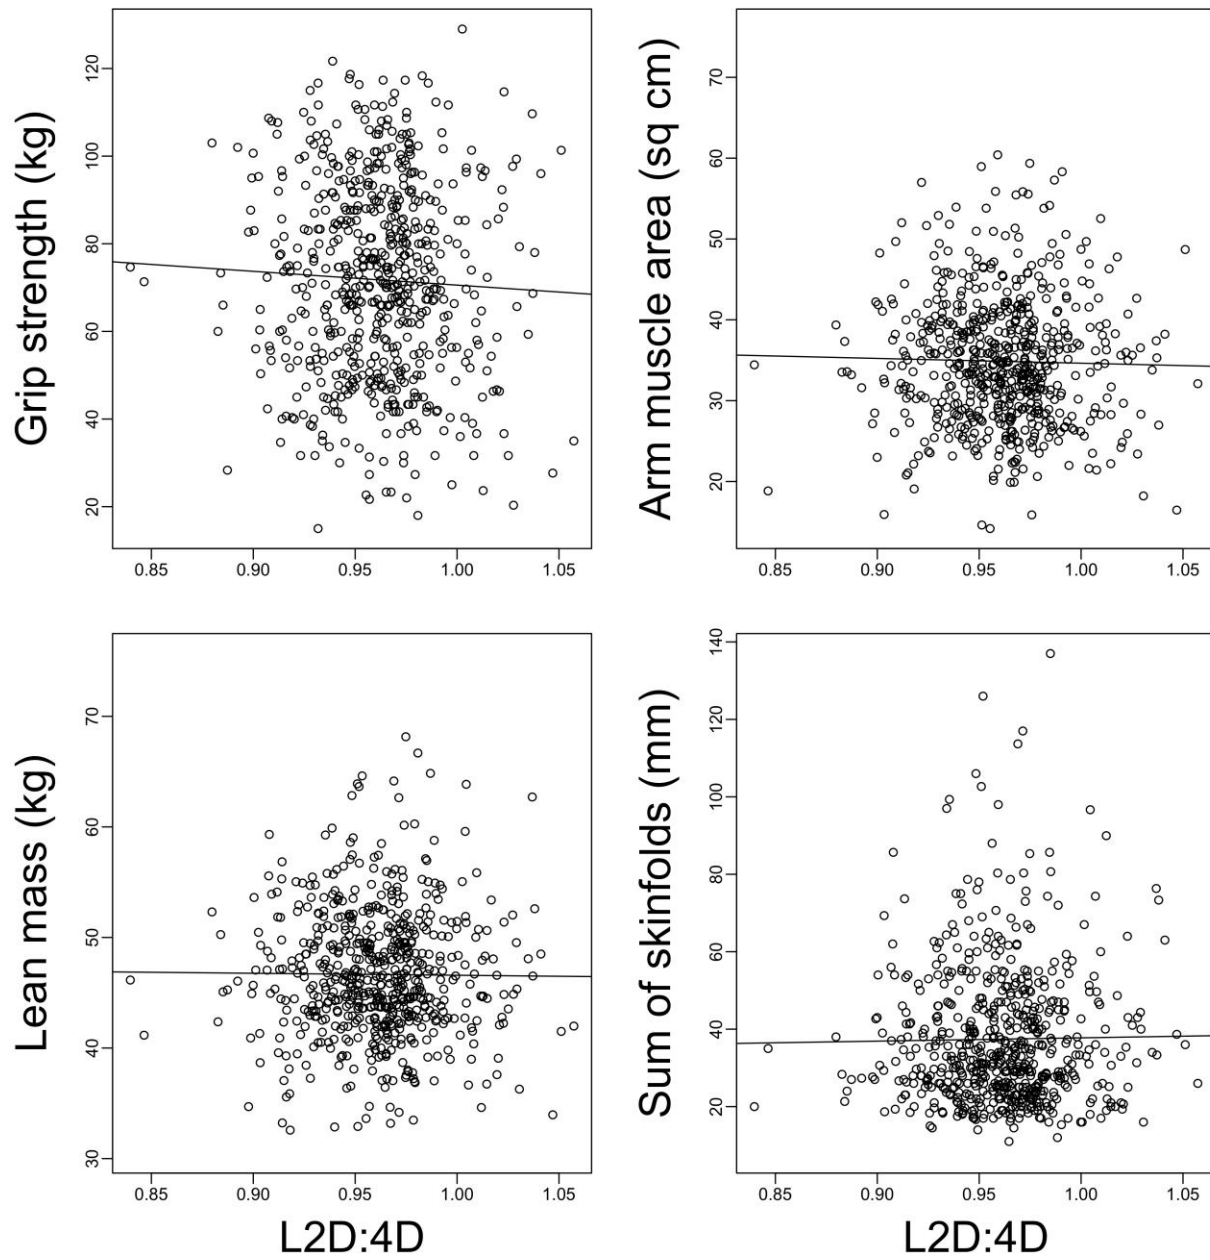 Grip strength (kg)
20 40 60 80 100 120
0.85 0.90 0.95 1.00 1.05
Arm muscle area (sq cm)
20 30 40 50 60 70
0.85 0.90 0.95 1.00 1.05
Lean mass (kg)
30 40 50 60 70
0.85 0.90 0.95 1.00 1.05
L2D:4D
Sum of skinfolds (mm)
20 40 60 80 100 120 140
0.85 0.90 0.95 1.00 1.05
L2D:4D